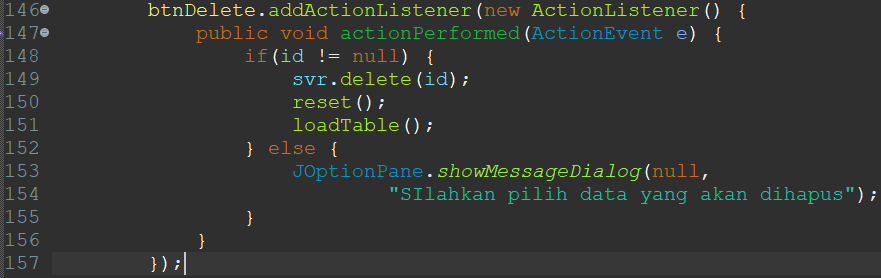 146 btnDelete.addActionListener(new ActionListener() {
147 public void actionPerformed(ActionEvent e) {
148 if(id != null) {
149 svr.delete(id);
150 reset();
151 loadTable();
152 } else {
153 JOptionPane.showMessageDialog(null,
154 "SIlahkan pilih data yang akan dihapus");
155 }
156 }
157 });